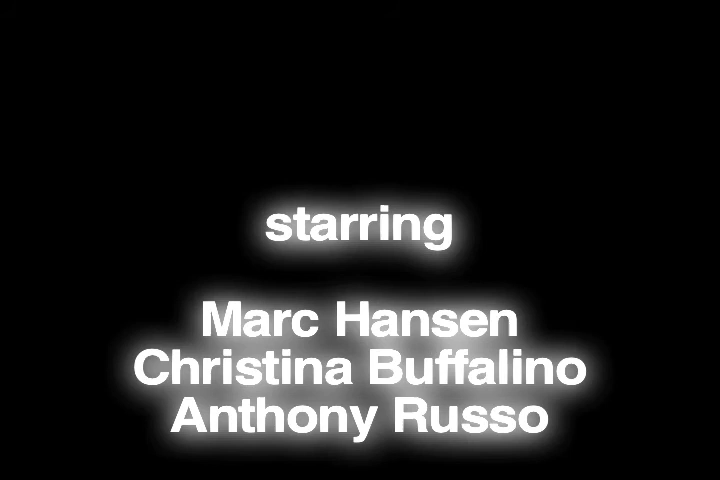 starring
Marc Hansen
Christina Buffalino
Anthony Russo